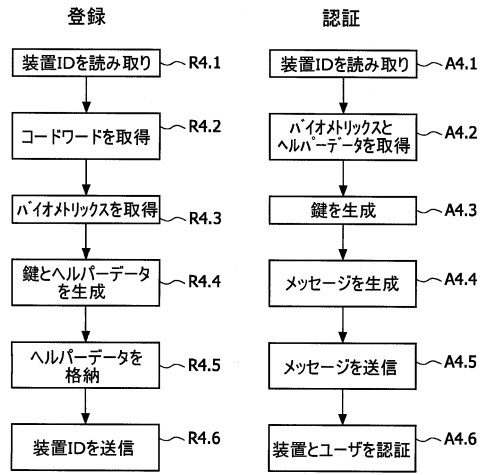 登録
装置IDを読み取り
R4.1
コードワードを取得
R4.2
バイオメトリックスを取得
R4.3
鍵とヘルパーデータ
を生成
R4.4
ヘルパーデータを
格納
R4.5
装置IDを送信
R4.6
認証
装置IDを読み取り
A4.1
バイオメトリックスと
ヘルパーデータを取得
A4.2
鍵を生成
A4.3
メッセージを生成
A4.4
メッセージを送信
A4.5
装置とユーザを認証
A4.6